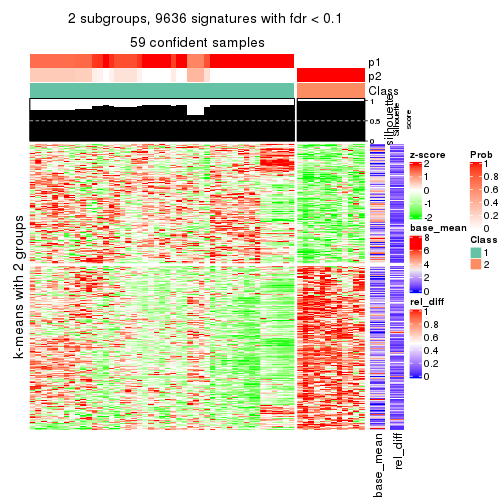 2 subgroups, 9636 signatures with fdr < 0.1
59 confident samples
p1
p2
Class
1
0.5
0
silhouette
Silhouette
score
k-means with 2 groups
base_mean
rel_diff
z-score
2
1
0
-1
-2
base_mean
8
6
4
2
0
rel_diff
1
0.8
0.6
0.4
0.2
0
Prob
1
0.8
0.6
0.4
0.2
0
Class
1
2